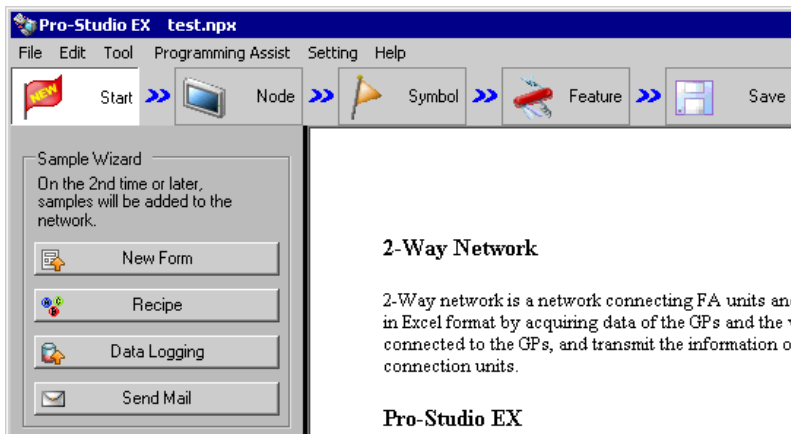 Pro-Studio EX test.npx
File Edit Tool Programming Assist Setting Help
NEW Start Node Symbol Feature Save
Sample Wizard
On the 2nd time or later,
samples will be added to the
network.
New Form
Recipe
Data Logging
Send Mail
2-Way Network
2-Way network is a network connecting FA units an
in Excel format by acquiring data of the GPs and the
connected to the GPs, and transmit the information o
connection units.
Pro-Studio EX